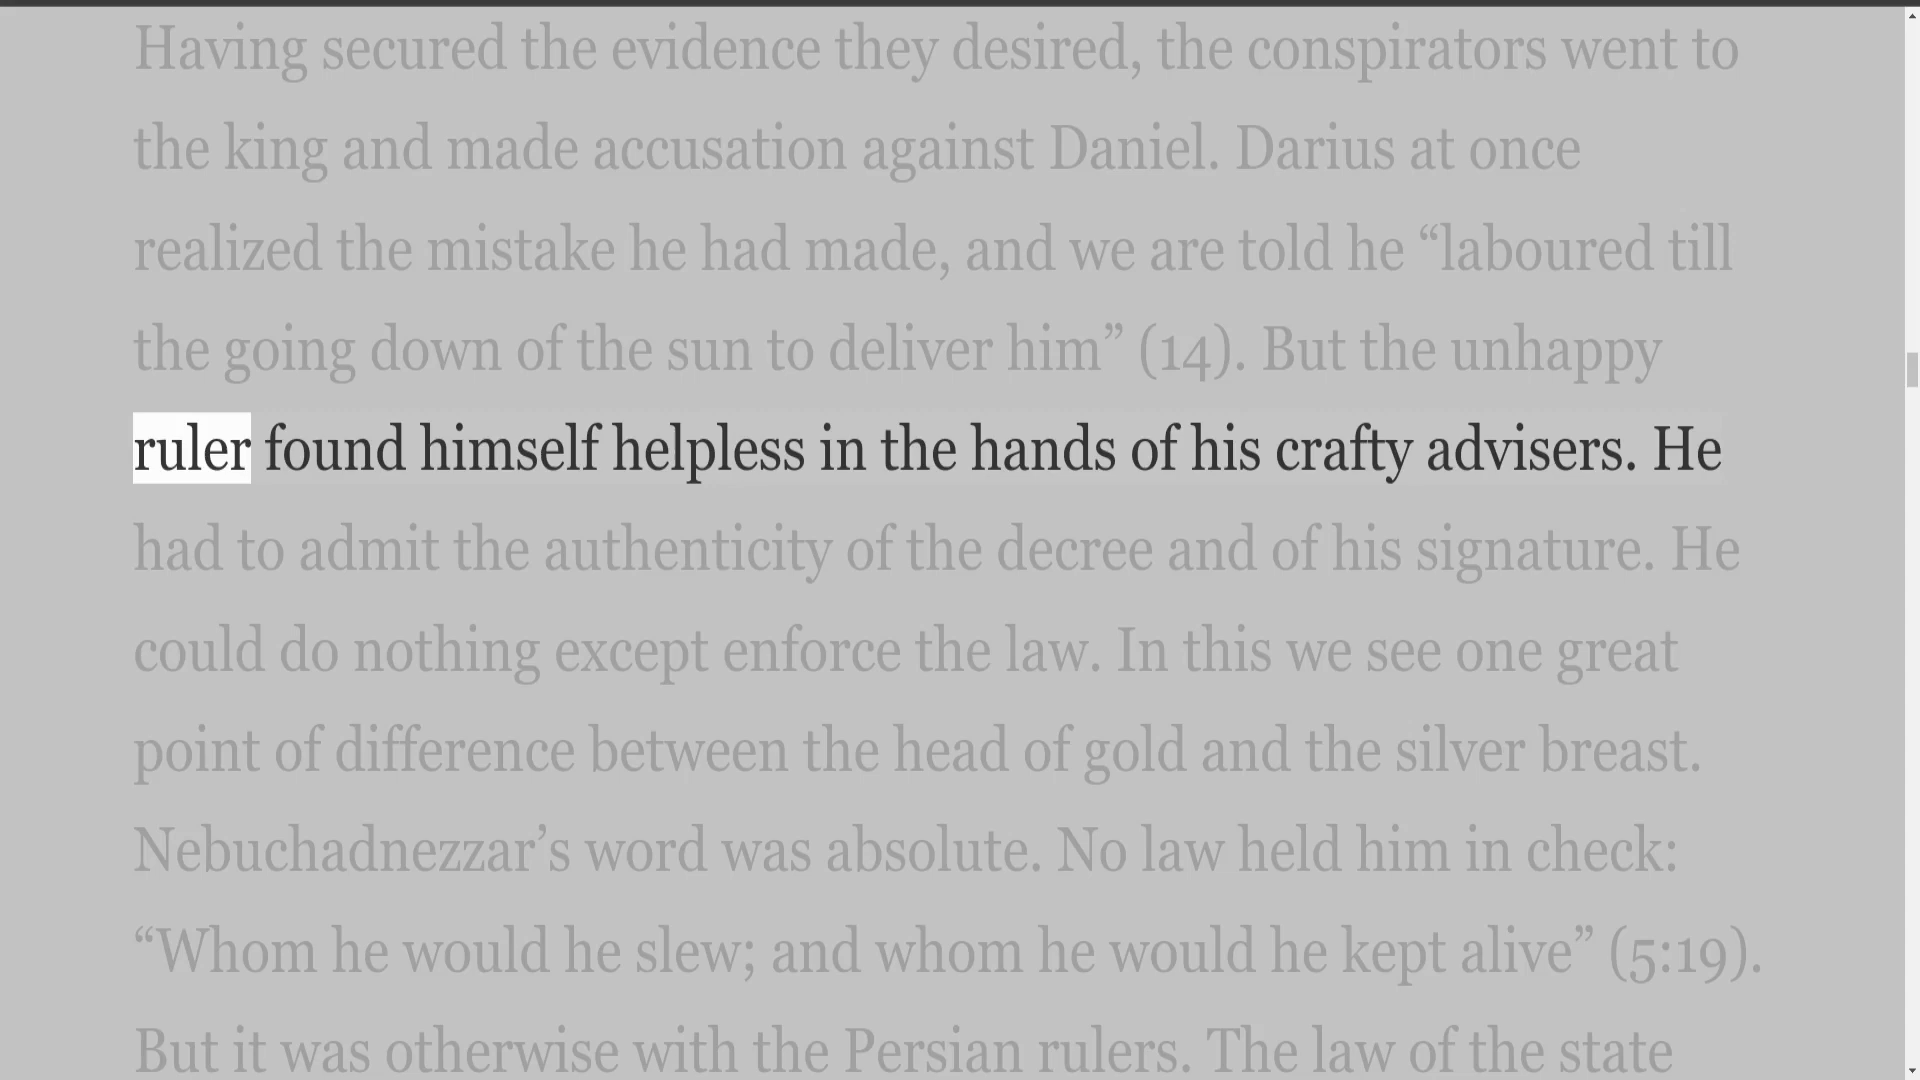 Having secured the evidence they desired, the conspirators went to
the king and made accusation against Daniel. Darius at once
realized the mistake he had made, and we are told he “laboured till
the going down of the sun to deliver him” (14). But the unhappy
ruler found himself helpless in the hands of his crafty advisers. He
had to admit the authenticity of the decree and of his signature. He
could do nothing except enforce the law. In this we see one great
point of difference between the head of gold and the silver breast.
Nebuchadnezzar’s word was absolute. No law held him in check:
“Whom he would he slew; and whom he would he kept alive” (5:19).
But it was otherwise with the Persian rulers. The law of the state